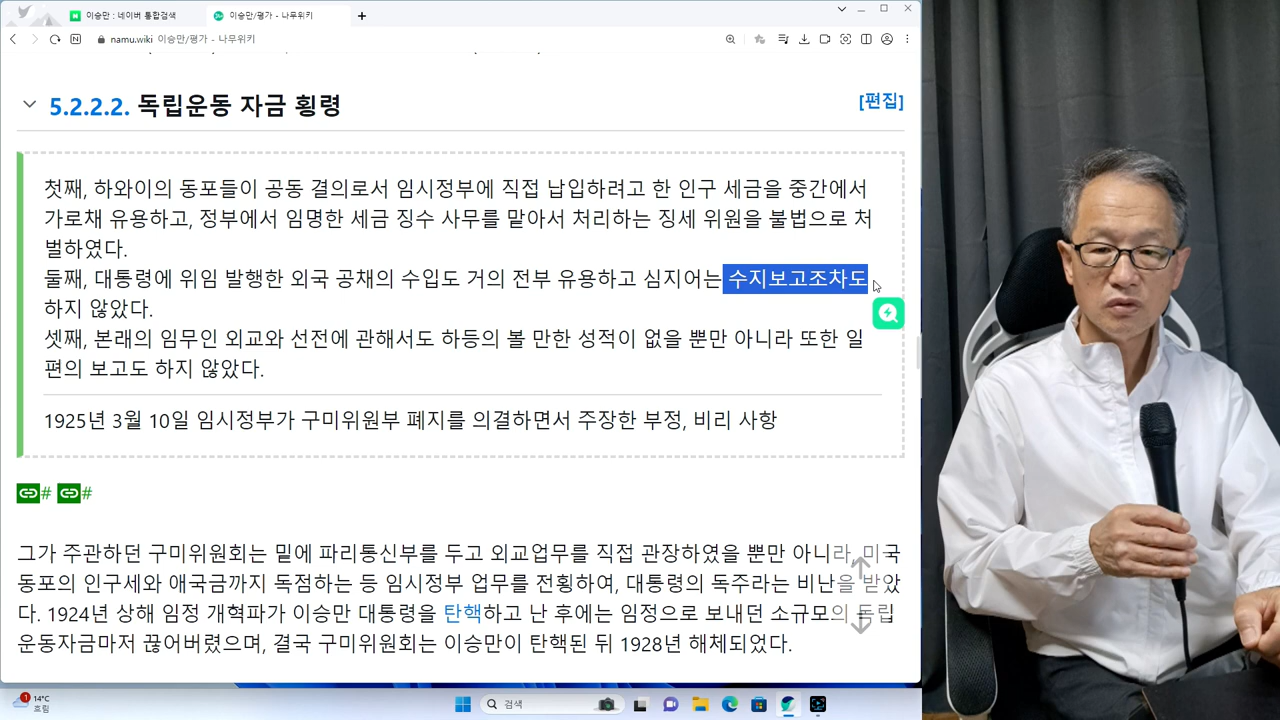 이승만 : 네이버 통합검색
이승만/평가 - 나무위키
namu.wiki 이승만/평가 - 나무위키
5.2.2.2. 독립운동 자금 횡령
[편집]
첫째, 하와이의 동포들이 공동 결의로서 임시정부에 직접 납입하려고 한 인구 세금을 중간에서
가로채 유용하고, 정부에서 임명한 세금 징수 사무를 맡아서 처리하는 징세 위원을 불법으로 처
벌하였다.
둘째, 대통령에 위임 발행한 외국 공채의 수입도 거의 전부 유용하고 심지어는 수지보고조차도
하지 않았다.
셋째, 본래의 임무인 외교와 선전에 관해서도 하등의 볼 만한 성적이 없을 뿐만 아니라 또한 일
편의 보고도 하지 않았다.
1925년 3월 10일 임시정부가 구미위원부 폐지를 의결하면서 주장한 부정, 비리 사항
# #
그가 주관하던 구미위원회는 밑에 파리통신부를 두고 외교업무를 직접 관장하였을 뿐만 아니라, 미국
동포의 인구세와 애국금까지 독점하는 등 임시정부 업무를 전횡하여, 대통령의 독주라는 비난을 받았
다. 1924년 상해 임정 개혁파가 이승만 대통령을 탄핵하고 난 후에는 임정으로 보내던 소규모의 독립
운동자금마저 끊어버렸으며, 결국 구미위원회는 이승만이 탄핵된 뒤 1928년 해체되었다.
1
14°C
흐림
검색